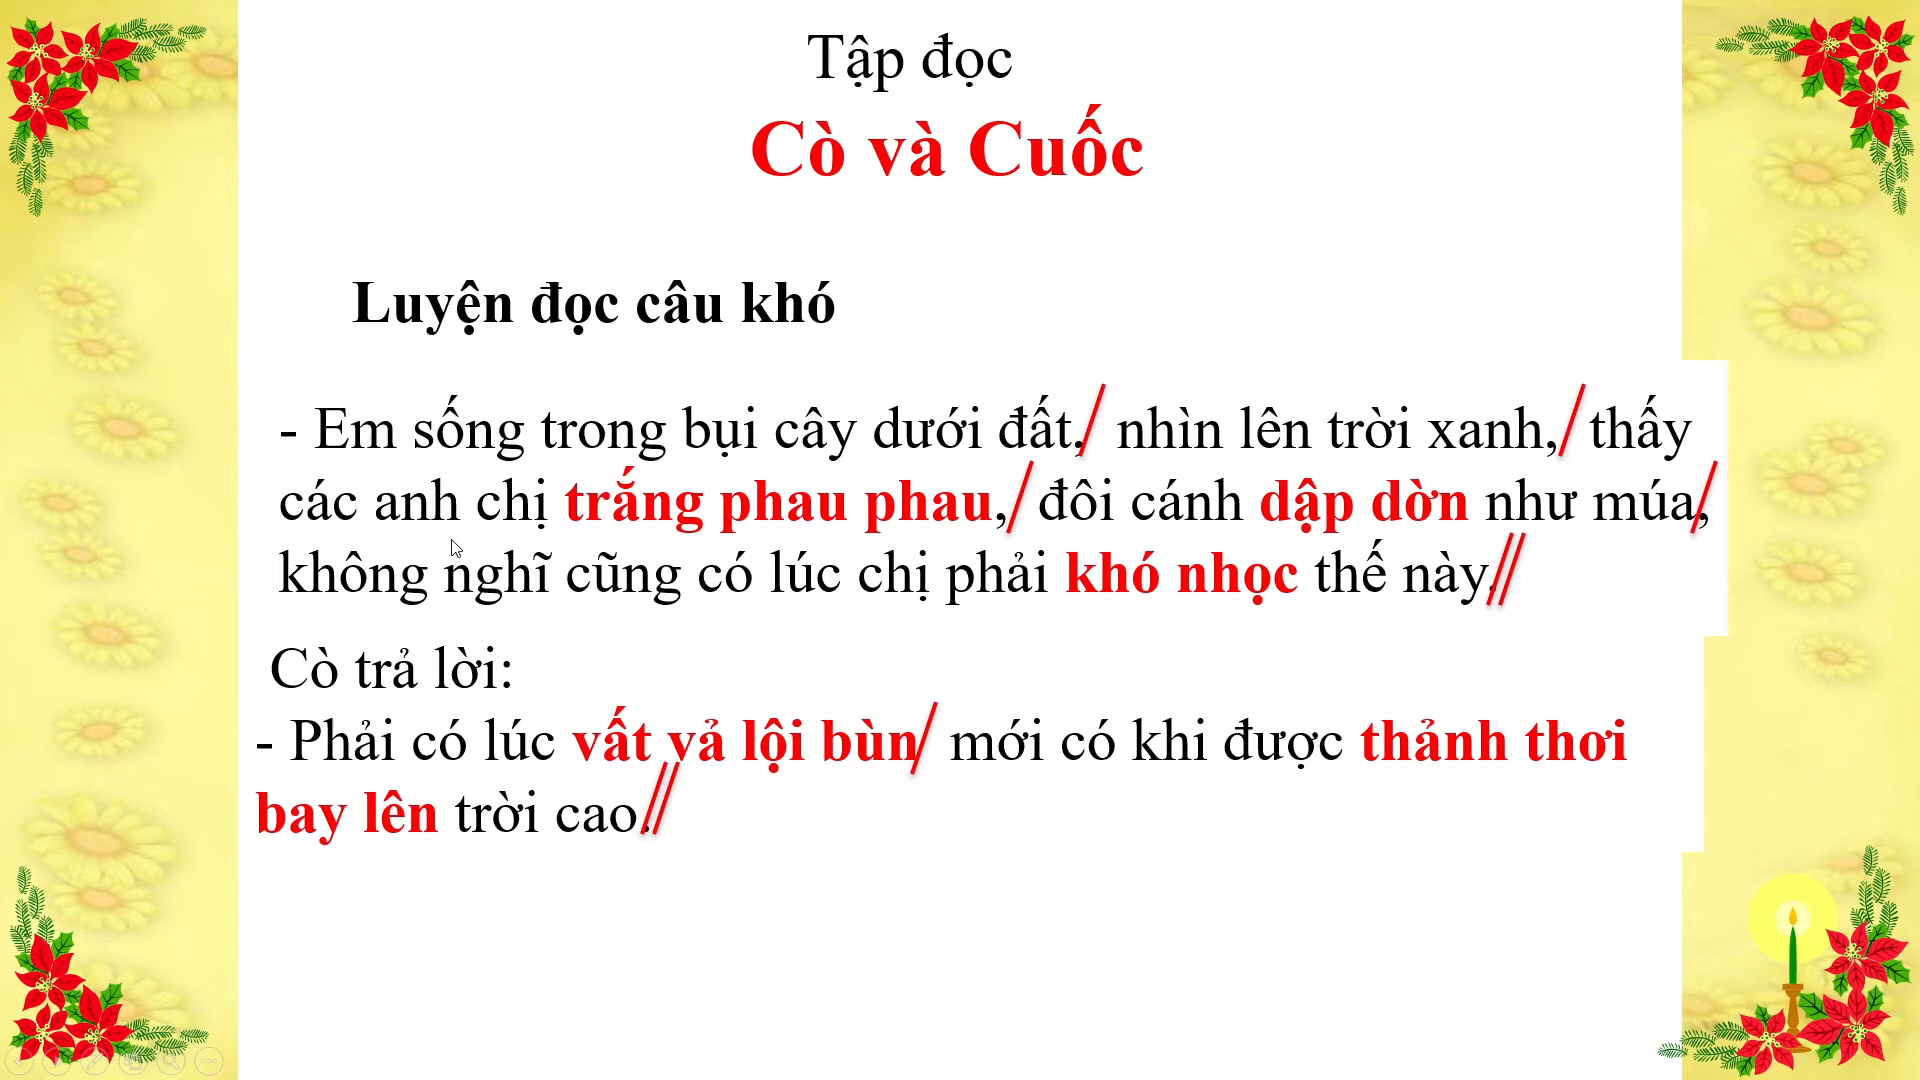 Tập đọc
Cò và Cuốc
Luyện đọc câu khó
- Em sống trong bụi cây dưới đất,/ nhìn lên trời xanh,/ thấy
các anh chị trắng phau phau,/ đôi cánh dập dờn như múa,/
không nghĩ cũng có lúc chị phải khó nhọc thế này.//
Cò trả lời:
- Phải có lúc vất vả lội bùn/ mới có khi được thảnh thơi
bay lên trời cao.//